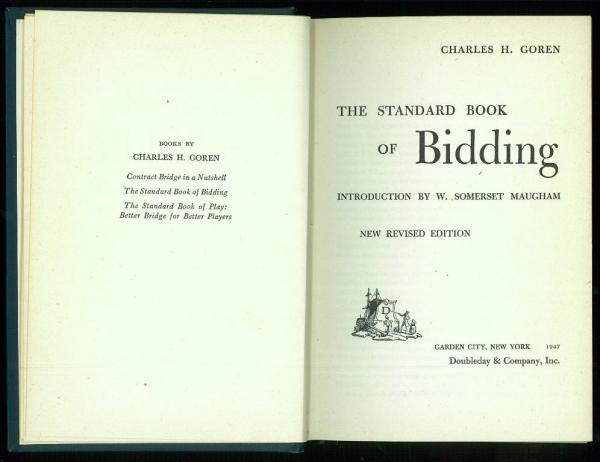 BOOKS BY
CHARLES H. GOREN
Contract Bridge in a Nutshell
The Standard Book of Bidding
The Standard Book of Play:
Better Bridge for Better Players
CHARLES H. GOREN
THE STANDARD BOOK
OF Bidding
INTRODUCTION BY W. SOMERSET MAUGHAM
NEW REVISED EDITION
D
GARDEN CITY, NEW YORK 1947
Doubleday & Company, Inc.